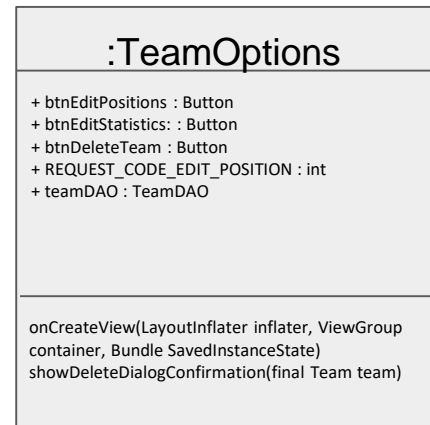 :TeamOptions
+ btnEditPositions : Button
+ btnEditStatistics: : Button
+ btnDeleteTeam : Button
+ REQUEST_CODE_EDIT_POSITION : int
+ teamDAO : TeamDAO
onCreateView(LayoutInflater inflater, ViewGroup
container, Bundle SavedInstanceState)
showDeleteDialogConfirmation(final Team team)